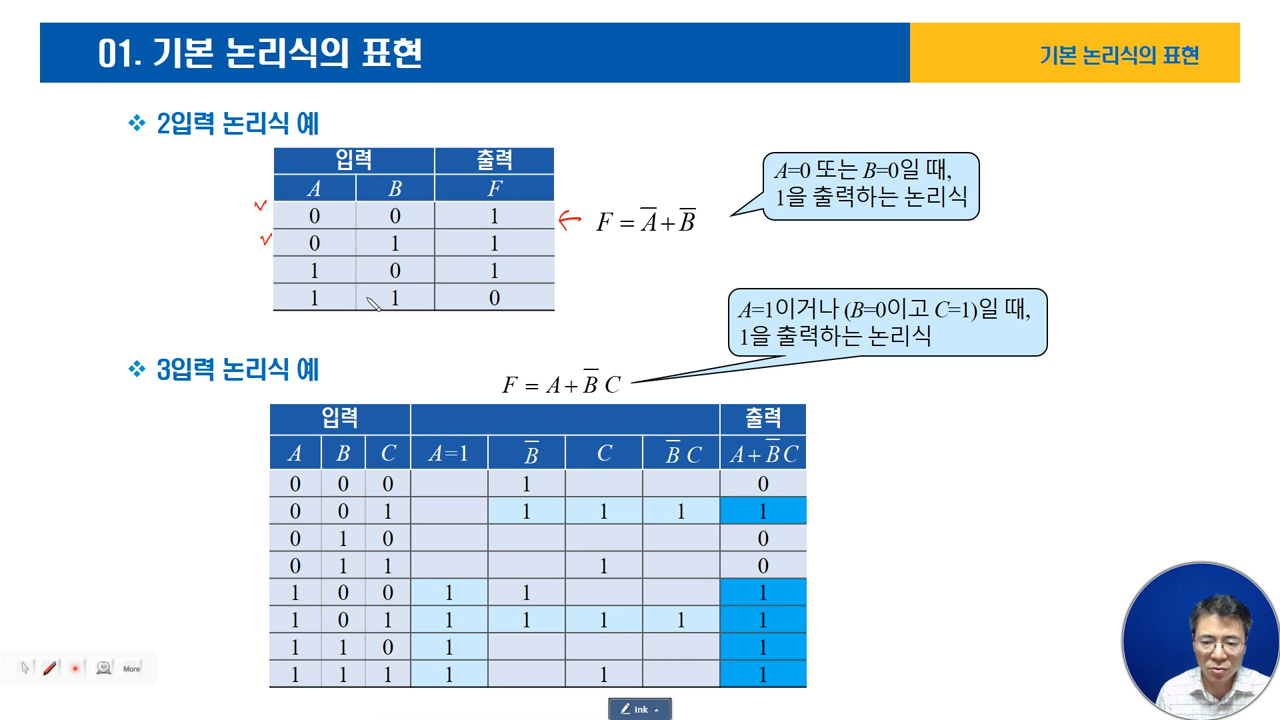 01. 기본 논리식의 표현
기본 논리식의 표현
❖ 2입력 논리식 예
입력 출력
A B F
0 0 1
0 1 1
1 0 1
1 1 0
F = A̅ + B̅
A=0 또는 B=0일 때,
1을 출력하는 논리식
A=1이거나 (B=0이고 C=1)일 때,
1을 출력하는 논리식
❖ 3입력 논리식 예
F = A + B̅ C
입력 출력
A B C A=1 B̅ C B̅ C A + B̅ C
0 0 0 1 0
0 0 1 1 1 1 1
0 1 0 0
0 1 1 1 0
1 0 0 1 1 1
1 0 1 1 1 1 1 1
1 1 0 1 1
1 1 1 1 1 1
More
Ink